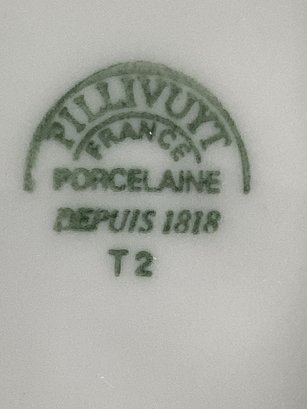 PILLIVUYT
FRANCE
PORCELAINE
DEPUIS 1818
T2